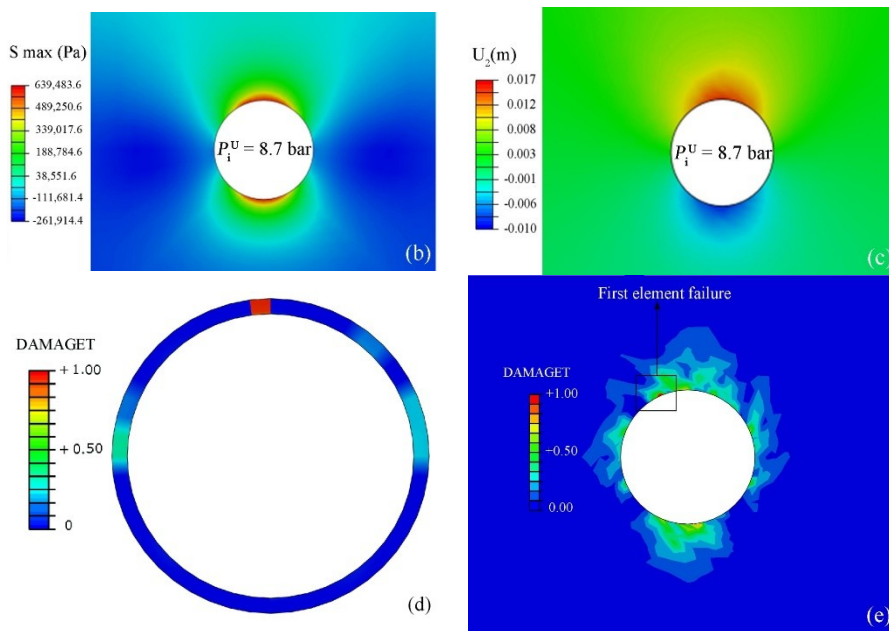 S max (Pa)
639,483.6
489,250.6
339,017.6
188,784.6
38,551.6
-111,681.4
-261,914.4
P_i^U = 8.7 bar
(b)
U₂(m)
0.017
0.012
0.007
0.003
-0.001
-0.006
-0.010
P_i^U = 8.7 bar
(c)
DAMAGET
+ 1.00
+ 0.50
0
(d)
First element failure
DAMAGET
+1.00
+0.50
0.00
(e)